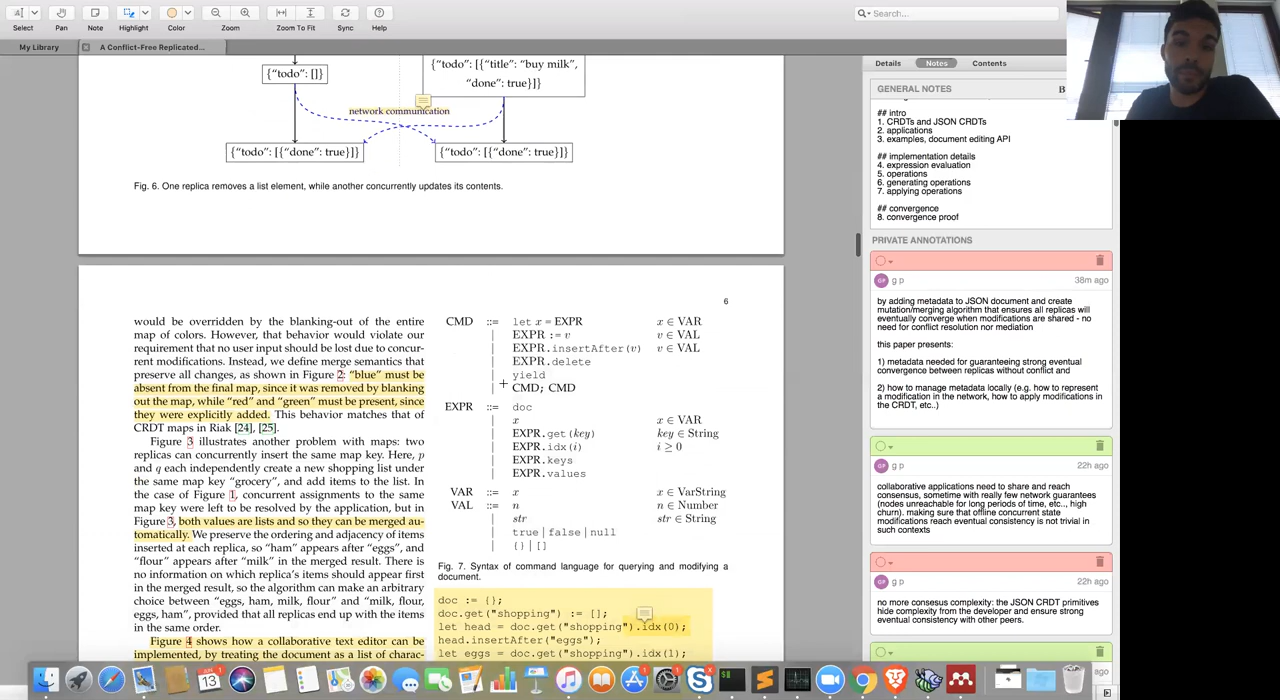 Select
Pan
Note
Highlight
Color
Zoom
Zoom To Fit
Sync
Help
Search...
My Library
A Conflict-Free Replicated...
Details
Notes
Contents
{“todo”: []}
{“todo”: [{“title”: “buy milk”,
“done”: true}]}
network communication
{“todo”: [{“done”: true}]}
{“todo”: [{“done”: true}]}
Fig. 6. One replica removes a list element, while another concurrently updates its contents.
6
would be overridden by the blanking-out of the entire
map of colors. However, that behavior would violate our
requirement that no user input should be lost due to concur-
rent modifications. Instead, we define merge semantics that
preserve all changes, as shown in Figure 2: “blue” must be
absent from the final map, since it was removed by blanking
out the map, while “red” and “green” must be present, since
they were explicitly added. This behavior matches that of
CRDT maps in Riak [24], [25].
Figure 3 illustrates another problem with maps: two
replicas can concurrently insert the same map key. Here, p
and q each independently create a new shopping list under
the same map key “grocery”, and add items to the list. In
the case of Figure 1, concurrent assignments to the same
map key were left to be resolved by the application, but in
Figure 3, both values are lists and so they can be merged au-
tomatically. We preserve the ordering and adjacency of items
inserted at each replica, so “ham” appears after “eggs”, and
“flour” appears after “milk” in the merged result. There is
no information on which replica’s items should appear first
in the merged result, so the algorithm can make an arbitrary
choice between “eggs, ham, milk, flour” and “milk, flour,
eggs, ham”, provided that all replicas end up with the items
in the same order.
Figure 4 shows how a collaborative text editor can be
implemented, by treating the document as a list of charac-
CMD ::= let x = EXPR x ∈ VAR
| EXPR := v v ∈ VAL
| EXPR.insertAfter(v) v ∈ VAL
| EXPR.delete
| yield
| CMD; CMD
EXPR ::= doc
| x x ∈ VAR
| EXPR.get(key) key ∈ String
| EXPR.idx(i) i ≥ 0
| EXPR.keys
| EXPR.values
VAR ::= x x ∈ VarString
VAL ::= n n ∈ Number
| str str ∈ String
| true | false | null
| {} | []
Fig. 7. Syntax of command language for querying and modifying a
document.
doc := {};
doc.get("shopping") := [];
let head = doc.get("shopping").idx(0);
head.insertAfter("eggs");
let eggs = doc.get("shopping").idx(1);
GENERAL NOTES
B
## intro
1. CRDTs and JSON CRDTs
2. applications
3. examples, document editing API
## implementation details
4. expression evaluation
5. operations
6. generating operations
7. applying operations
## convergence
8. convergence proof
PRIVATE ANNOTATIONS
g p
38m ago
by adding metadata to JSON document and create
mutation/merging algorithm that ensures all replicas will
eventually converge when modifications are shared - no
need for conflict resolution nor mediation
this paper presents:
1) metadata needed for guaranteeing strong eventual
convergence between replicas without conflict and
2) how to manage metadata locally (e.g. how to represent
a modification in the network, how to apply modifications in
the CRDT, etc..)
g p
22h ago
collaborative applications need to share and reach
consensus, sometime with really few network guarantees
(nodes unreachable for long periods of time, etc.., high
churn). making sure that offline concurrent state
modifications reach eventual consistency is not trivial in
such contexts
g p
22h ago
no more consesus complexity: the JSON CRDT primitives
hide complexity from the developer and ensure strong
eventual consistency with other peers.
ago
13